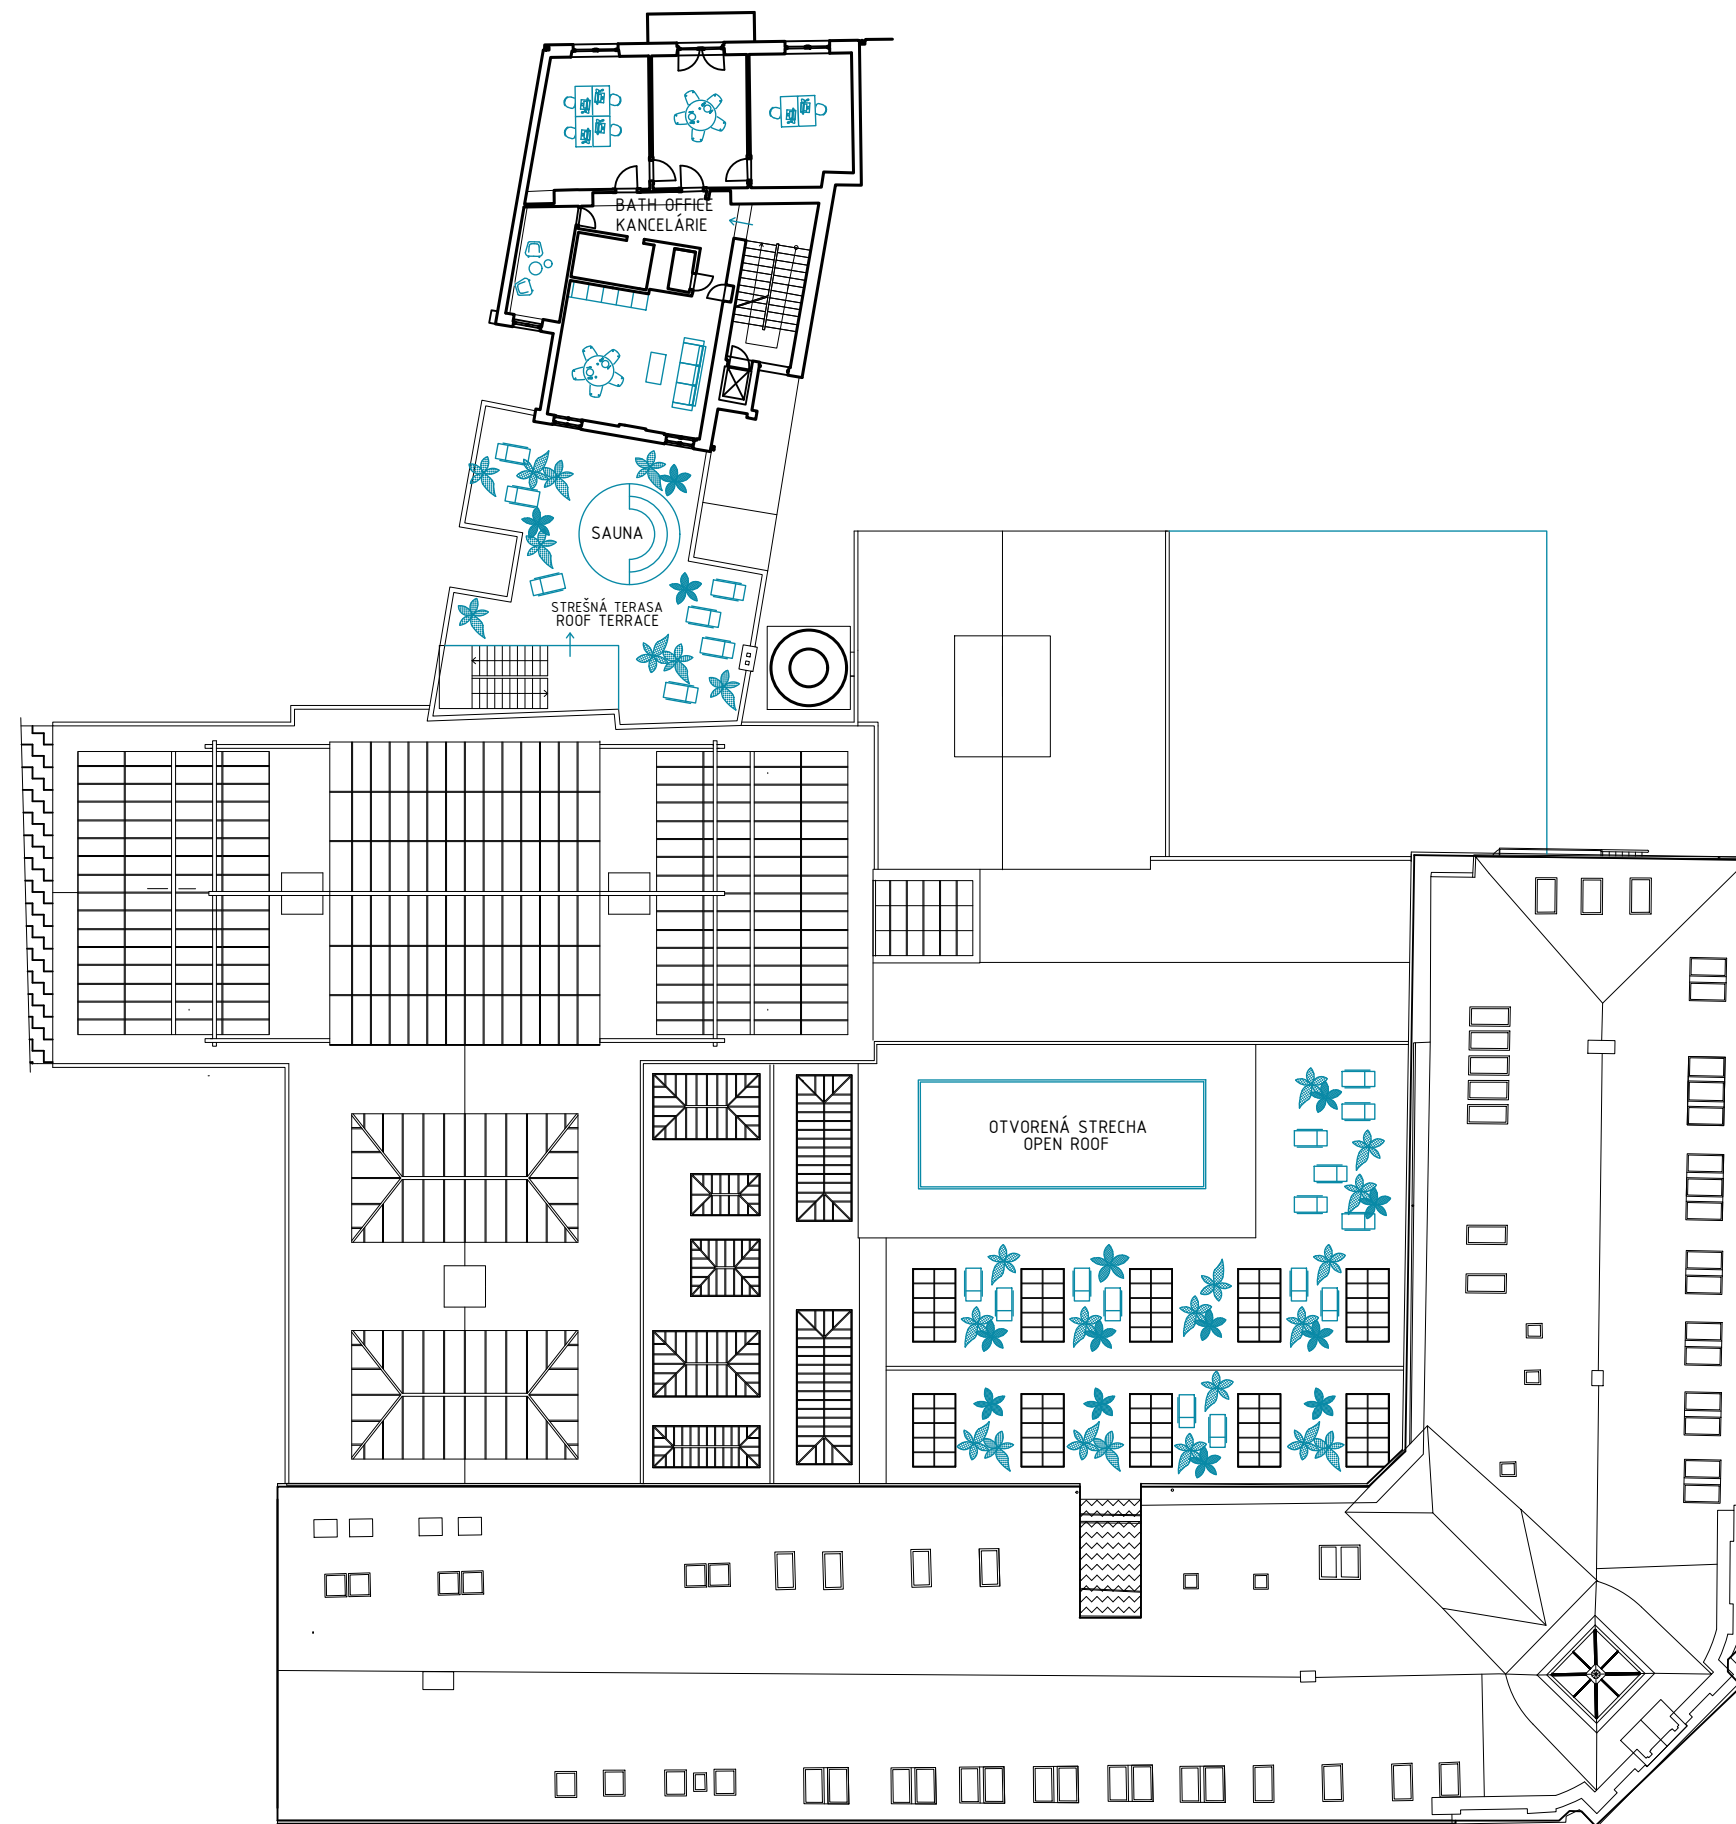 BATH OFFICE
KANCELÁRIE
SAUNA
STREŠNÁ TERASA
ROOF TERRACE
OTVORENÁ STRECHA
OPEN ROOF